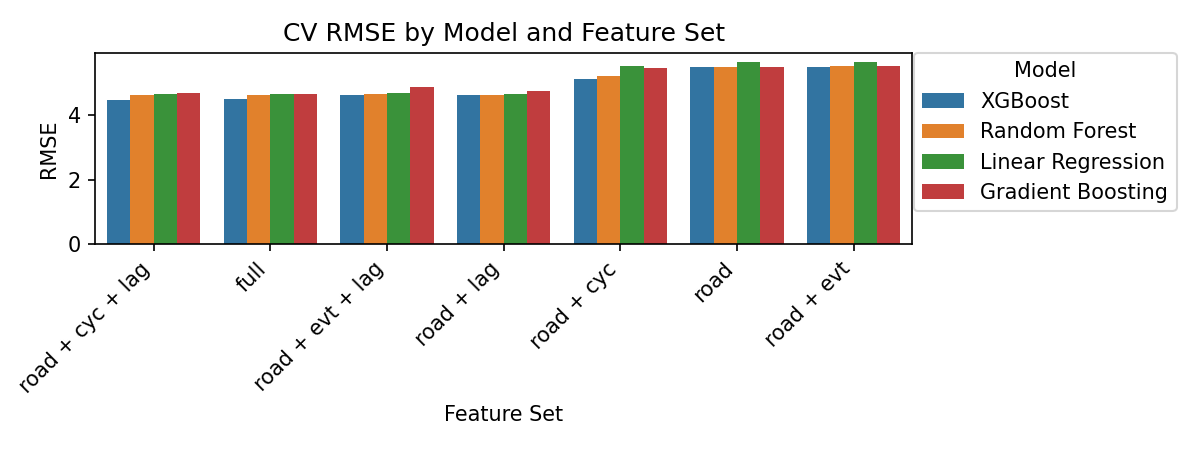 CV RMSE by Model and Feature Set
RMSE
4
2
0
road + cyc + lag
full
road + evt + lag
road + lag
road + cyc
road
road + evt
Feature Set
Model
XGBoost
Random Forest
Linear Regression
Gradient Boosting